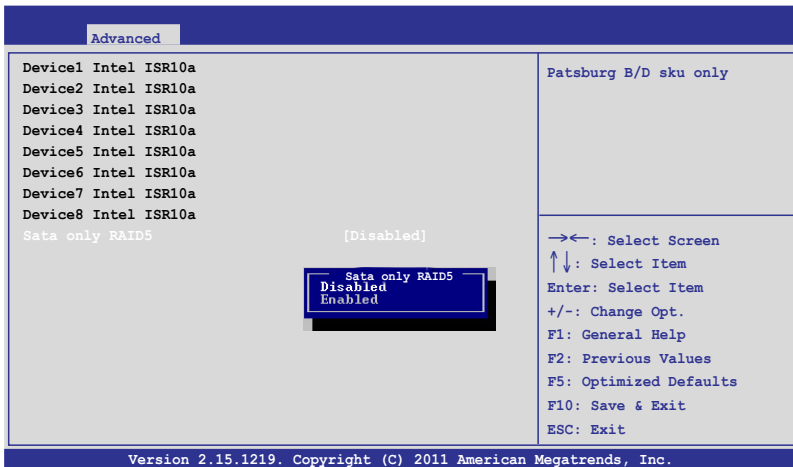 Advanced
Device1 Intel ISR10a
Device2 Intel ISR10a
Device3 Intel ISR10a
Device4 Intel ISR10a
Device5 Intel ISR10a
Device6 Intel ISR10a
Device7 Intel ISR10a
Device8 Intel ISR10a
Sata only RAID5 [Disabled]
Sata only RAID5
Disabled
Enabled
Patsburg B/D sku only
→←: Select Screen
↑↓: Select Item
Enter: Select Item
+/-: Change Opt.
F1: General Help
F2: Previous Values
F5: Optimized Defaults
F10: Save & Exit
ESC: Exit
Version 2.15.1219. Copyright (C) 2011 American Megatrends, Inc.